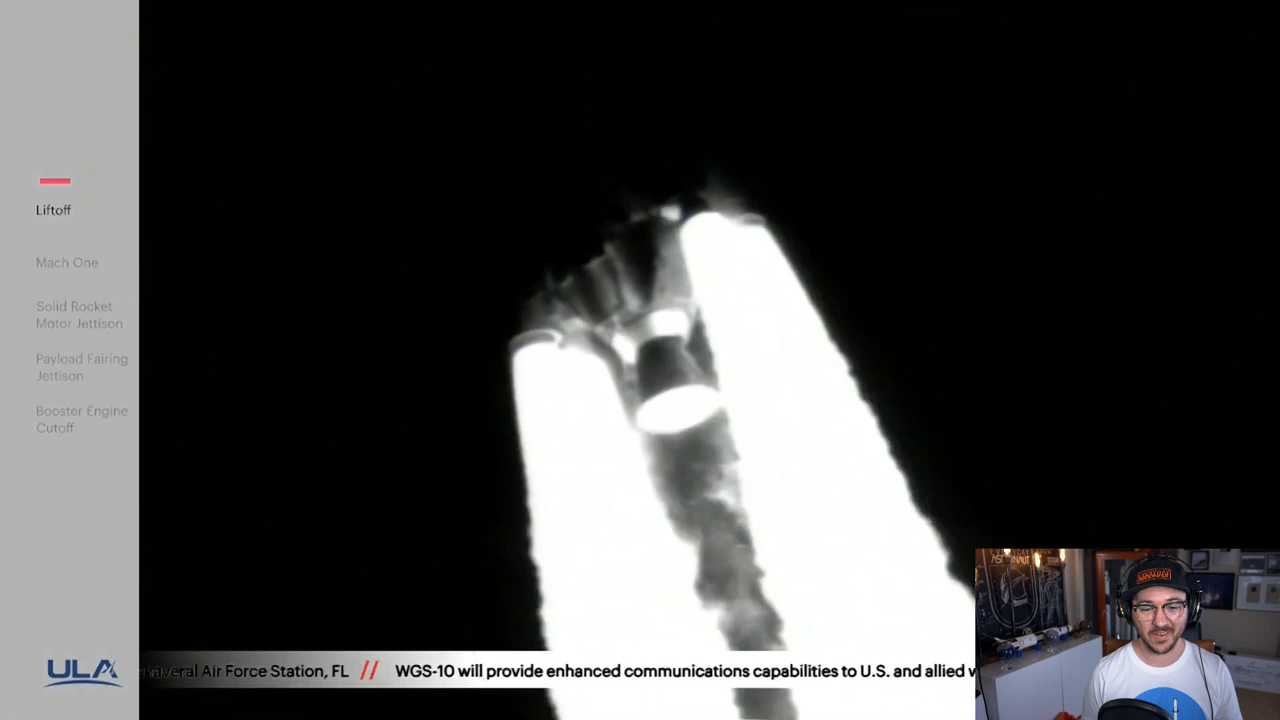 Liftoff
Mach One
Solid Rocket
Motor Jettison
Payload Fairing
Jettison
Booster Engine
Cutoff
ULA
naveral Air Force Station, FL // WGS-10 will provide enhanced communications capabilities to U.S. and allied w